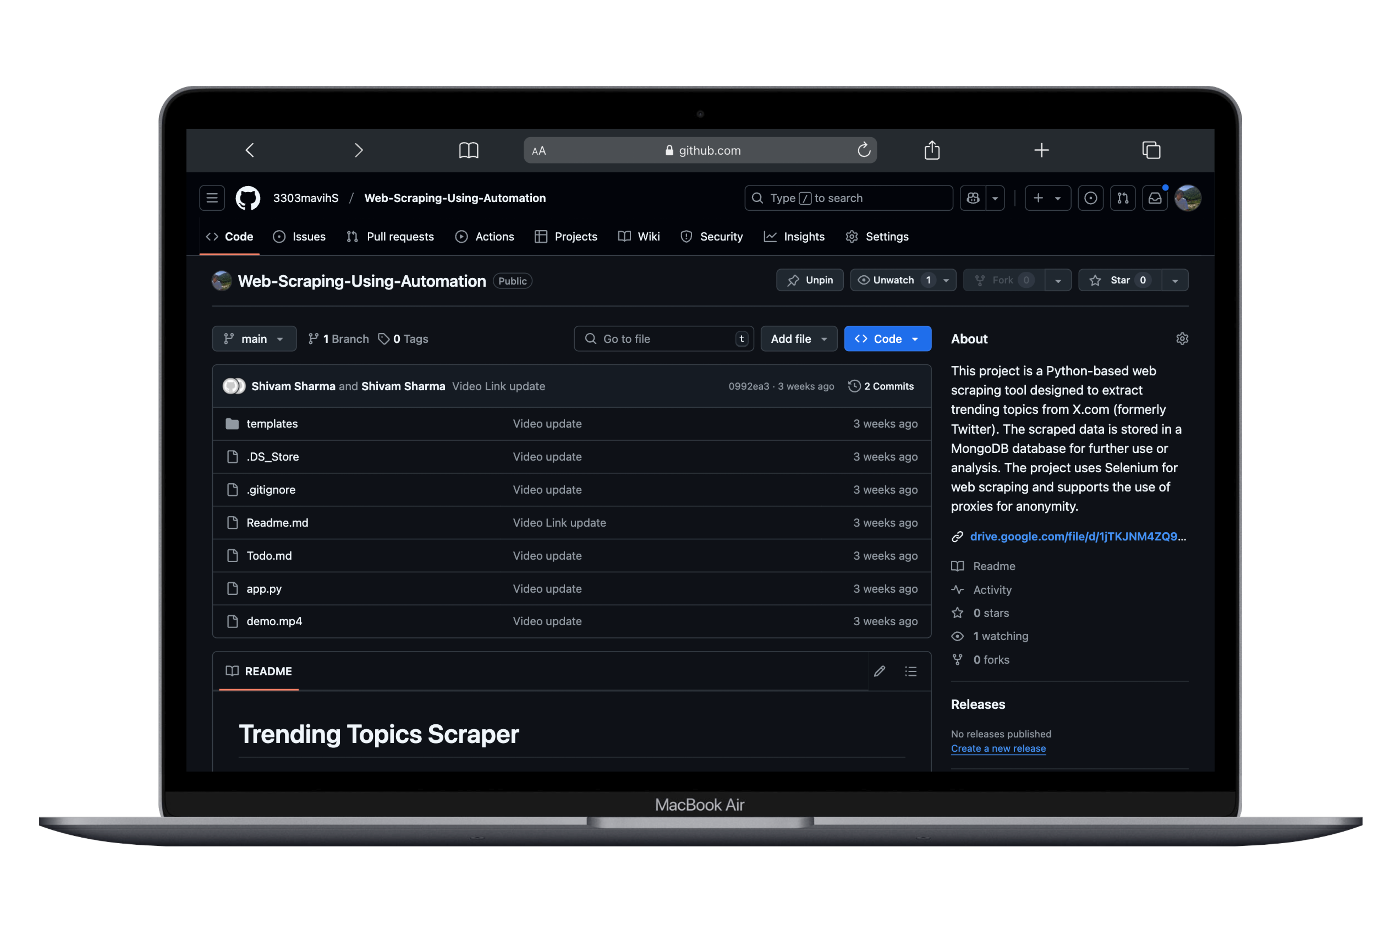 AA github.com
3303mavihS / Web-Scraping-Using-Automation Type / to search
Code Issues Pull requests Actions Projects Wiki Security Insights Settings
Web-Scraping-Using-Automation Public Unpin Unwatch 1 Fork 0 Star 0
main 1 Branch 0 Tags Go to file t Add file Code
Shivam Sharma and Shivam Sharma Video Link update 0992ea3 · 3 weeks ago 2 Commits
templates Video update 3 weeks ago
.DS_Store Video update 3 weeks ago
.gitignore Video update 3 weeks ago
Readme.md Video Link update 3 weeks ago
Todo.md Video update 3 weeks ago
app.py Video update 3 weeks ago
demo.mp4 Video update 3 weeks ago
README
Trending Topics Scraper
About
This project is a Python-based web
scraping tool designed to extract
trending topics from X.com (formerly
Twitter). The scraped data is stored in a
MongoDB database for further use or
analysis. The project uses Selenium for
web scraping and supports the use of
proxies for anonymity.
drive.google.com/file/d/1jTKJNM4ZQ9...
Readme
Activity
0 stars
1 watching
0 forks
Releases
No releases published
Create a new release
MacBook Air